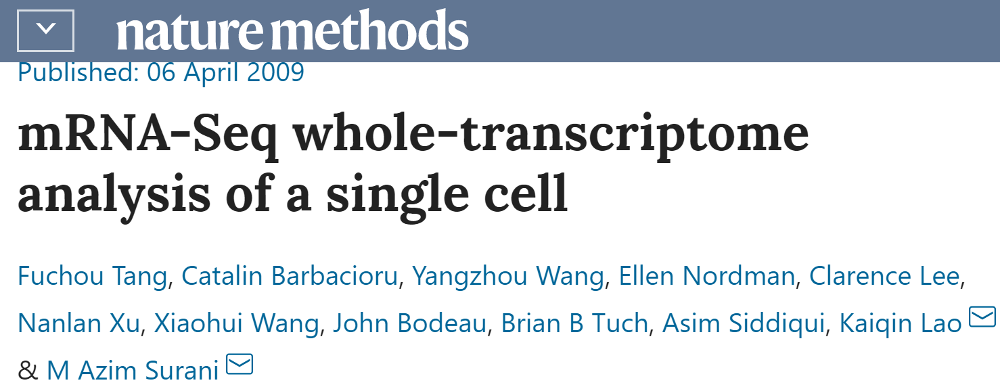 nature methods
Published: 06 April 2009
mRNA-Seq whole-transcriptome
analysis of a single cell
Fuchou Tang, Catalin Barbacioru, Yangzhou Wang, Ellen Nordman, Clarence Lee,
Nanlan Xu, Xiaohui Wang, John Bodeau, Brian B Tuch, Asim Siddiqui, Kaiqin Lao
& M Azim Surani